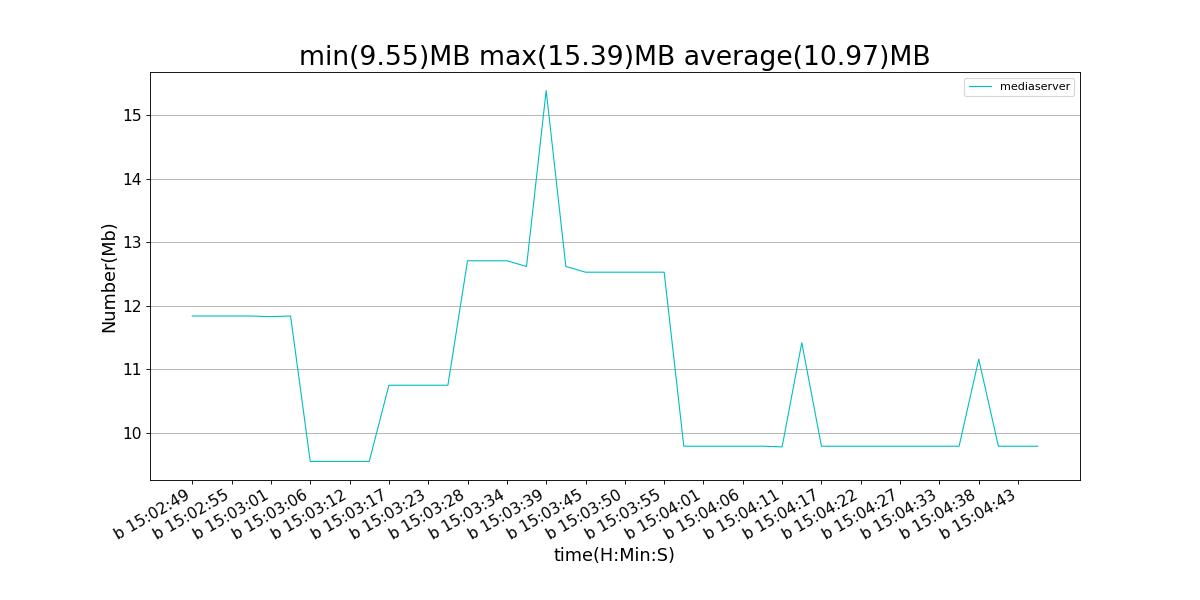 min(9.55)MB max(15.39)MB average(10.97)MB
mediaserver
15
14
13
12
11
10
Number(Mb)
b 15:02:49
b 15:02:55
b 15:03:01
b 15:03:06
b 15:03:12
b 15:03:17
b 15:03:23
b 15:03:28
b 15:03:34
b 15:03:39
b 15:03:45
b 15:03:50
b 15:03:55
b 15:04:01
b 15:04:06
b 15:04:11
b 15:04:17
b 15:04:22
b 15:04:27
b 15:04:33
b 15:04:38
b 15:04:43
time(H:Min:S)